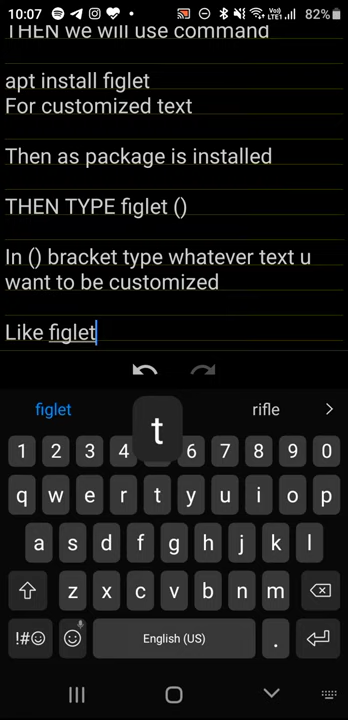 10:07 82%
THEN we will use command
apt install figlet
For customized text
Then as package is installed
THEN TYPE figlet ()
In () bracket type whatever text u
want to be customized
Like figlet
figlet rifle
t
1 2 3 4 6 7 8 9 0
q w e r t y u i o p
a s d f g h j k l
z x c v b n m
!#☺ English (US) .